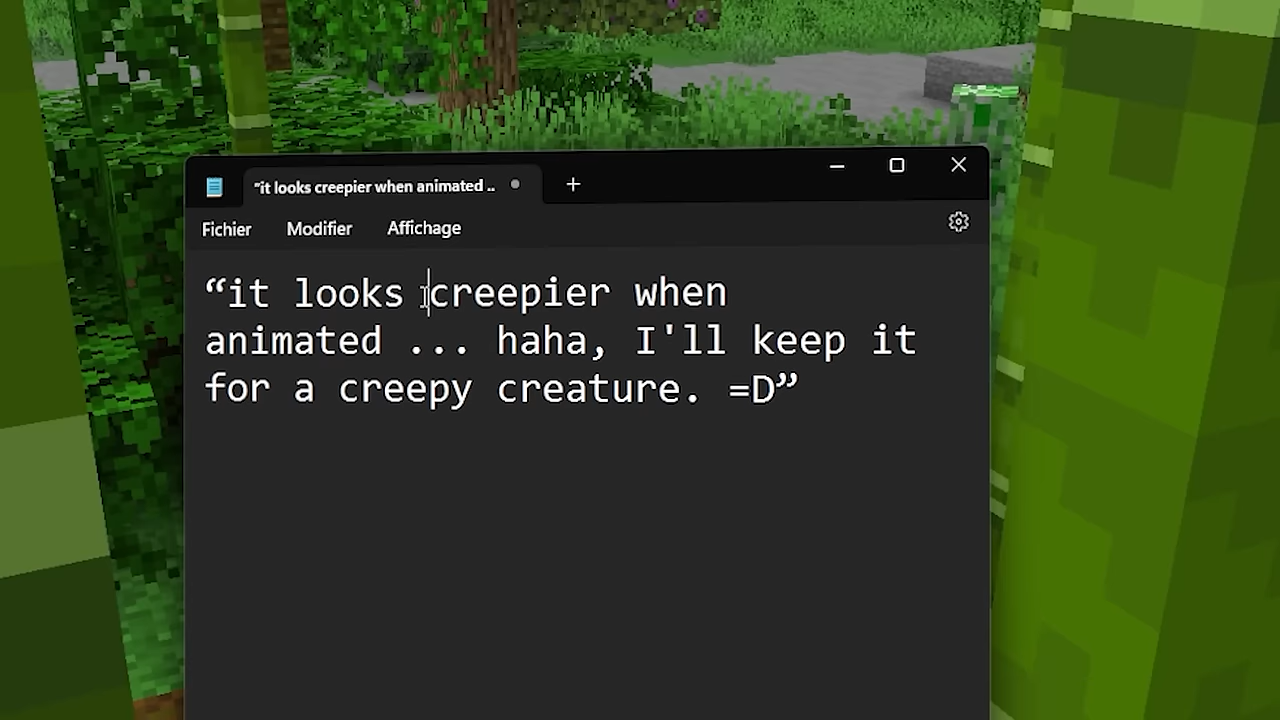 "it looks creepier when animated ..
Fichier Modifier Affichage
“it looks creepier when
animated ... haha, I'll keep it
for a creepy creature. =D”